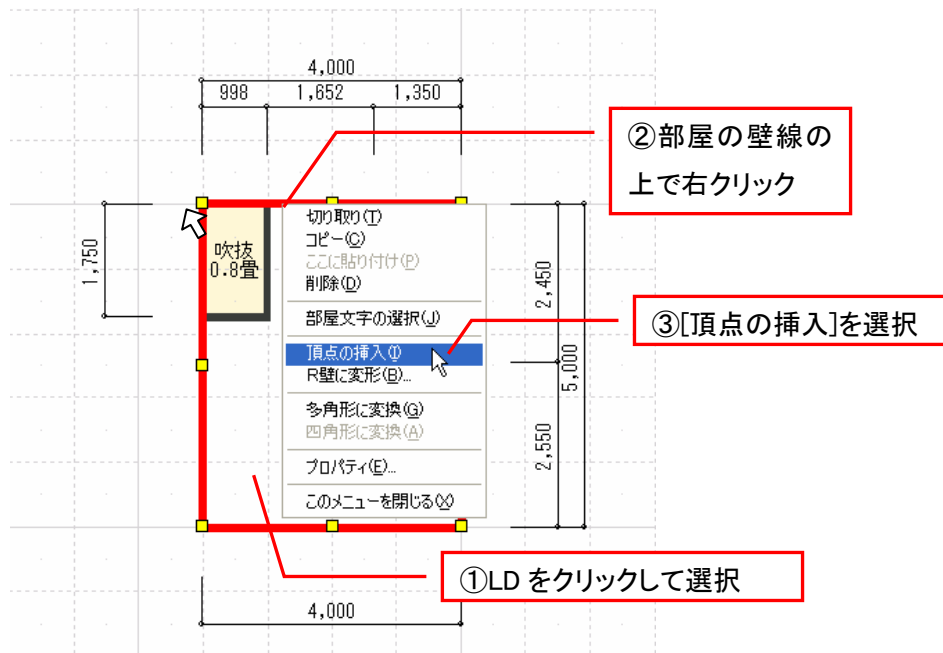 4,000
998
1,652
1,350
②部屋の壁線の
上で右クリック
1,750
吹抜
0.8畳
切り取り(T)
コピー(C)
ここに貼り付け(P)
削除(D)
部屋文字の選択(J)
頂点の挿入(I)
R壁に変形(B)...
多角形に変換(G)
四角形に変換(A)
プロパティ(E)...
このメニューを閉じる(X)
2,450
5,000
2,550
③[頂点の挿入]を選択
①LD をクリックして選択
4,000